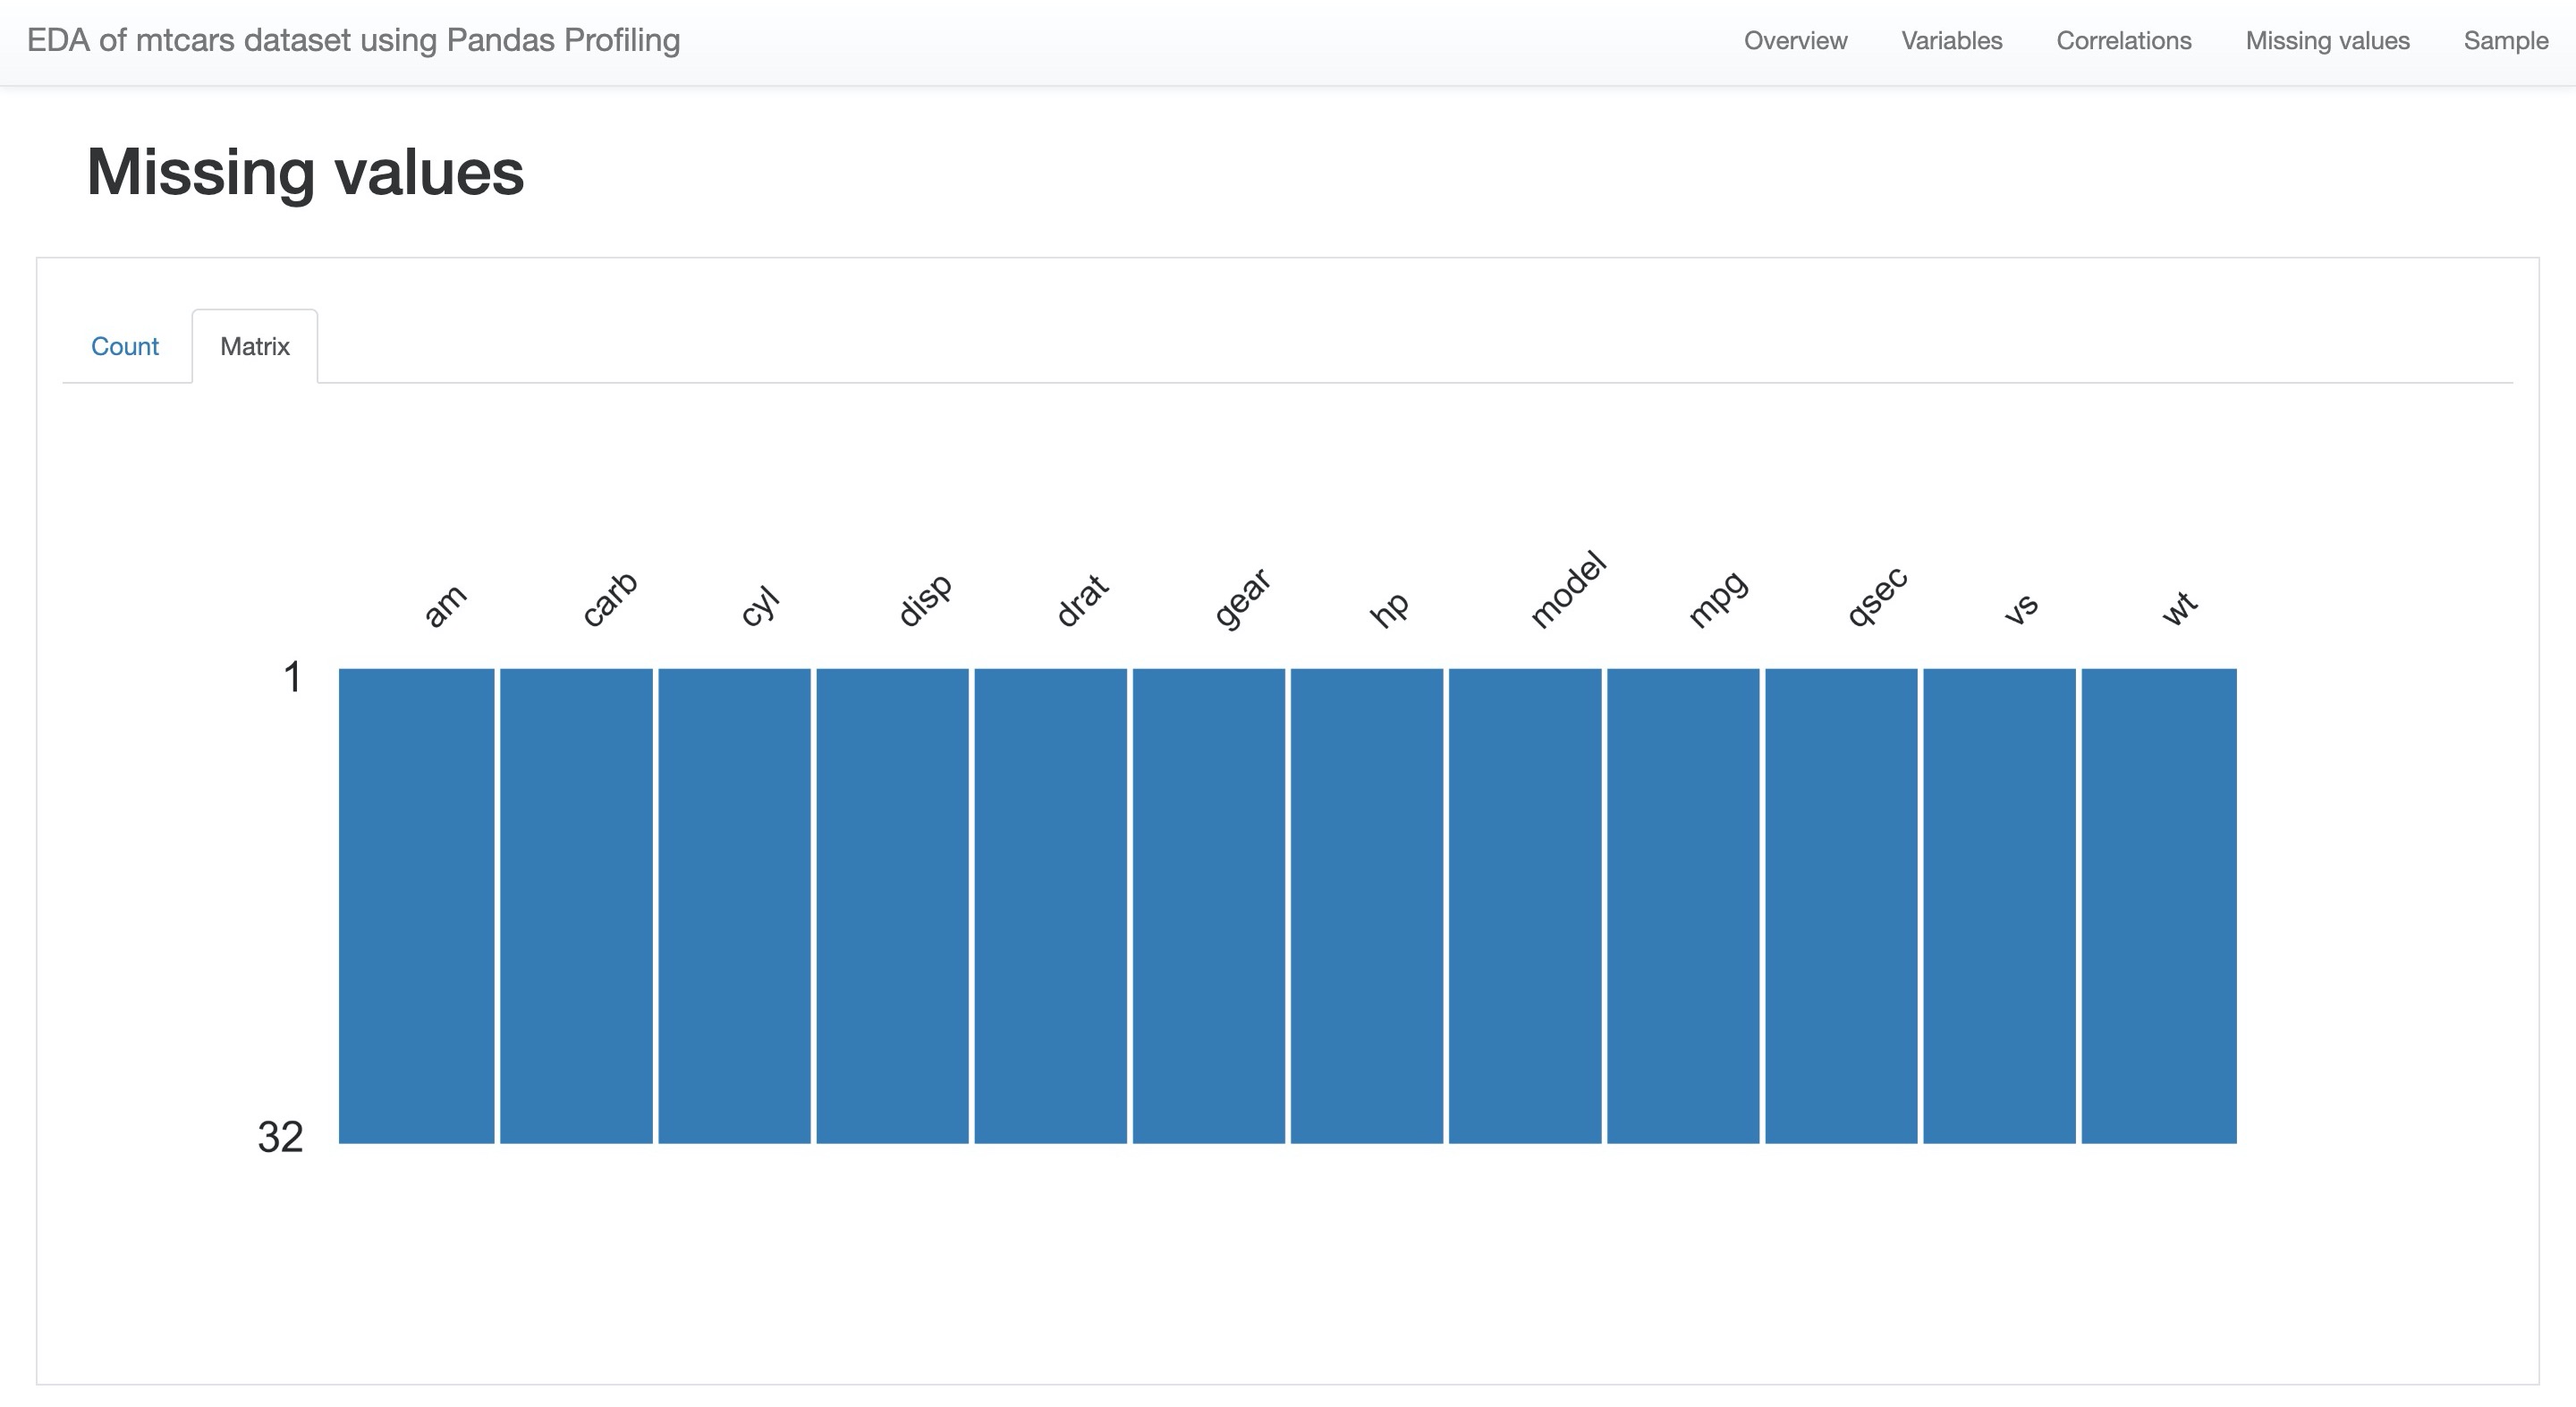 EDA of mtcars dataset using Pandas Profiling
Overview Variables Correlations Missing values Sample
Missing values
Count Matrix
am carb cyl disp drat gear hp model mpg qsec vs wt
1
32